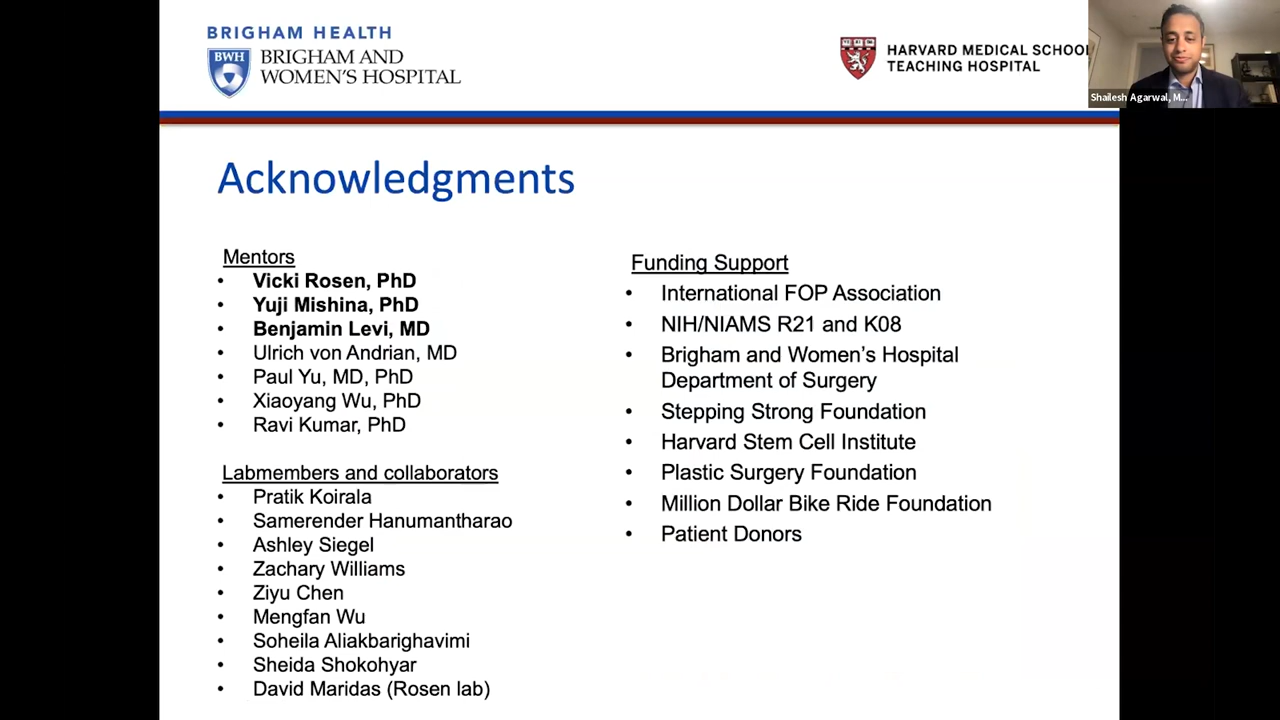 BRIGHAM HEALTH
BWH
BRIGHAM AND
WOMEN'S HOSPITAL
HARVARD MEDICAL SCHOOL
TEACHING HOSPITAL
Shailesh Agarwal, M...
Acknowledgments
Mentors
• Vicki Rosen, PhD
• Yuji Mishina, PhD
• Benjamin Levi, MD
• Ulrich von Andrian, MD
• Paul Yu, MD, PhD
• Xiaoyang Wu, PhD
• Ravi Kumar, PhD
Labmembers and collaborators
• Pratik Koirala
• Samerender Hanumantharao
• Ashley Siegel
• Zachary Williams
• Ziyu Chen
• Mengfan Wu
• Soheila Aliakbarighavimi
• Sheida Shokohyar
• David Maridas (Rosen lab)
Funding Support
• International FOP Association
• NIH/NIAMS R21 and K08
• Brigham and Women's Hospital
Department of Surgery
• Stepping Strong Foundation
• Harvard Stem Cell Institute
• Plastic Surgery Foundation
• Million Dollar Bike Ride Foundation
• Patient Donors